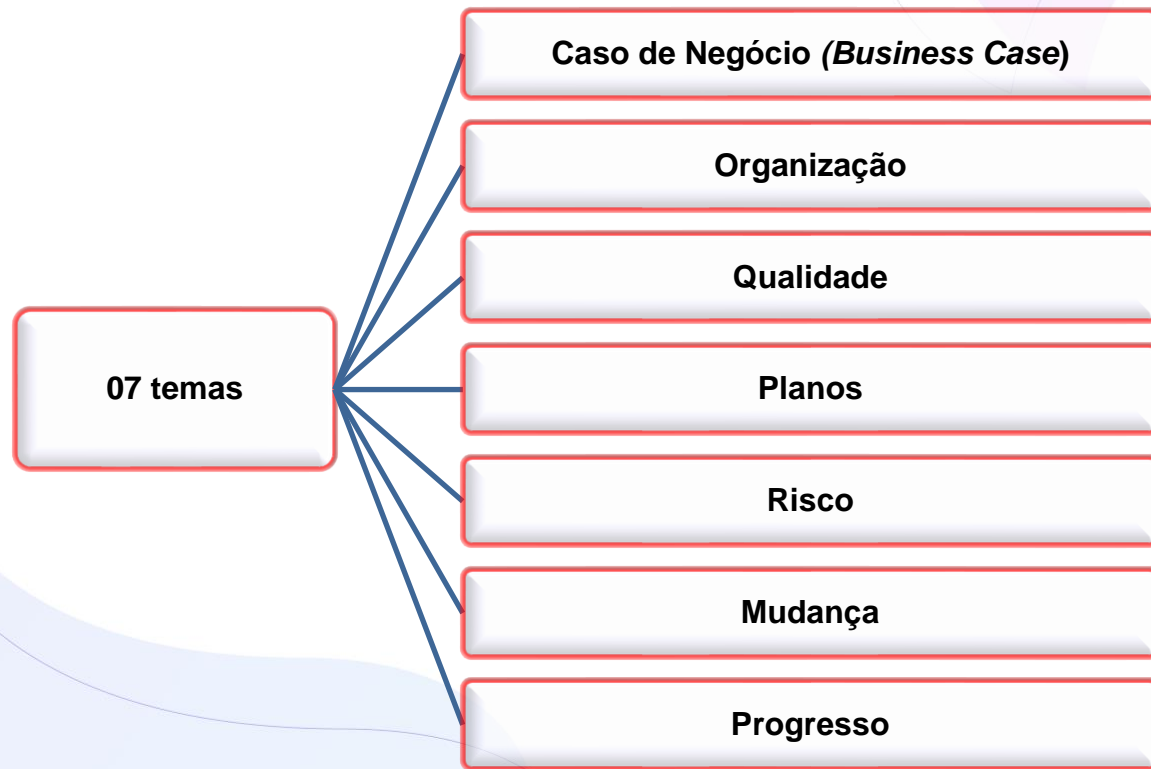 07 temas
Caso de Negócio (Business Case)
Organização
Qualidade
Planos
Risco
Mudança
Progresso